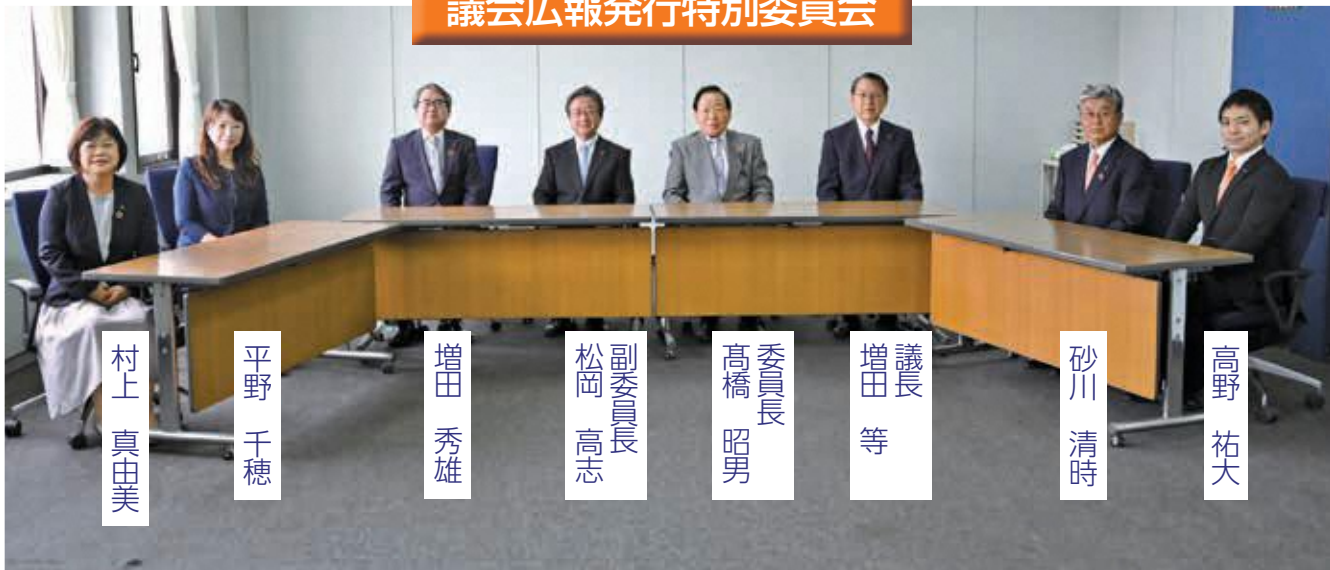 議会広報発行特別委員会
村上 真由美
平野 千穂
増田 秀雄
副委員長
松岡 高志
委員長
髙橋 昭男
議長
増田 等
砂川 清時
高野 祐大